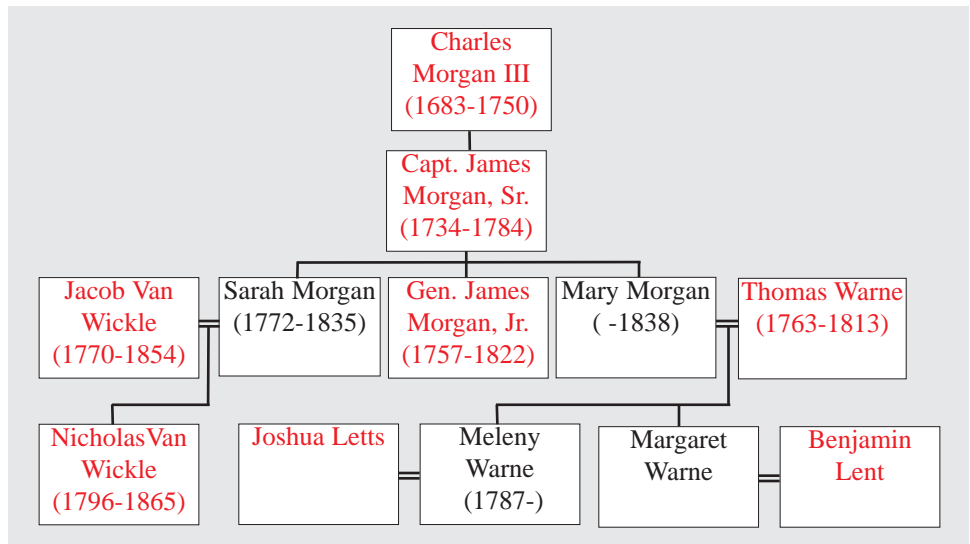 Charles
Morgan III
(1683-1750)
Capt. James
Morgan, Sr.
(1734-1784)
Jacob Van
Wickle
(1770-1854)
Sarah Morgan
(1772-1835)
Gen. James
Morgan, Jr.
(1757-1822)
Mary Morgan
( -1838)
Thomas Warne
(1763-1813)
NicholasVan
Wickle
(1796-1865)
Joshua Letts
Meleny
Warne
(1787-)
Margaret
Warne
Benjamin
Lent